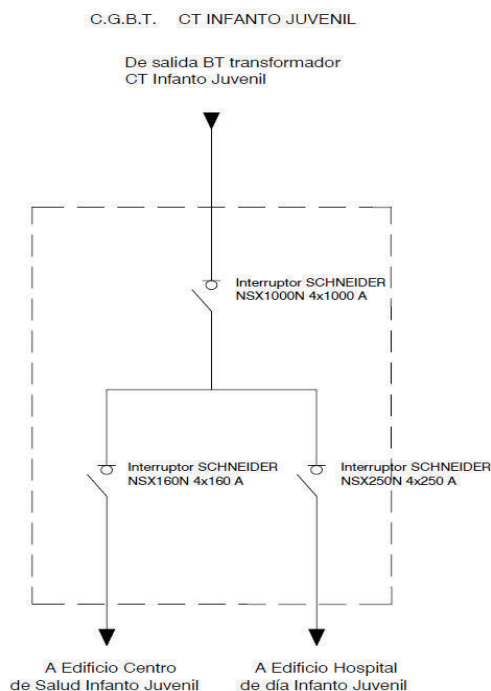 C.G.B.T. CT INFANTO JUVENIL
De salida BT transformador
CT Infanto Juvenil
Interruptor SCHNEIDER
NSX1000N 4x1000 A
Interruptor SCHNEIDER
NSX160N 4x160 A
Interruptor SCHNEIDER
NSX250N 4x250 A
A Edificio Centro
de Salud Infanto Juvenil
A Edificio Hospital
de día Infanto Juvenil